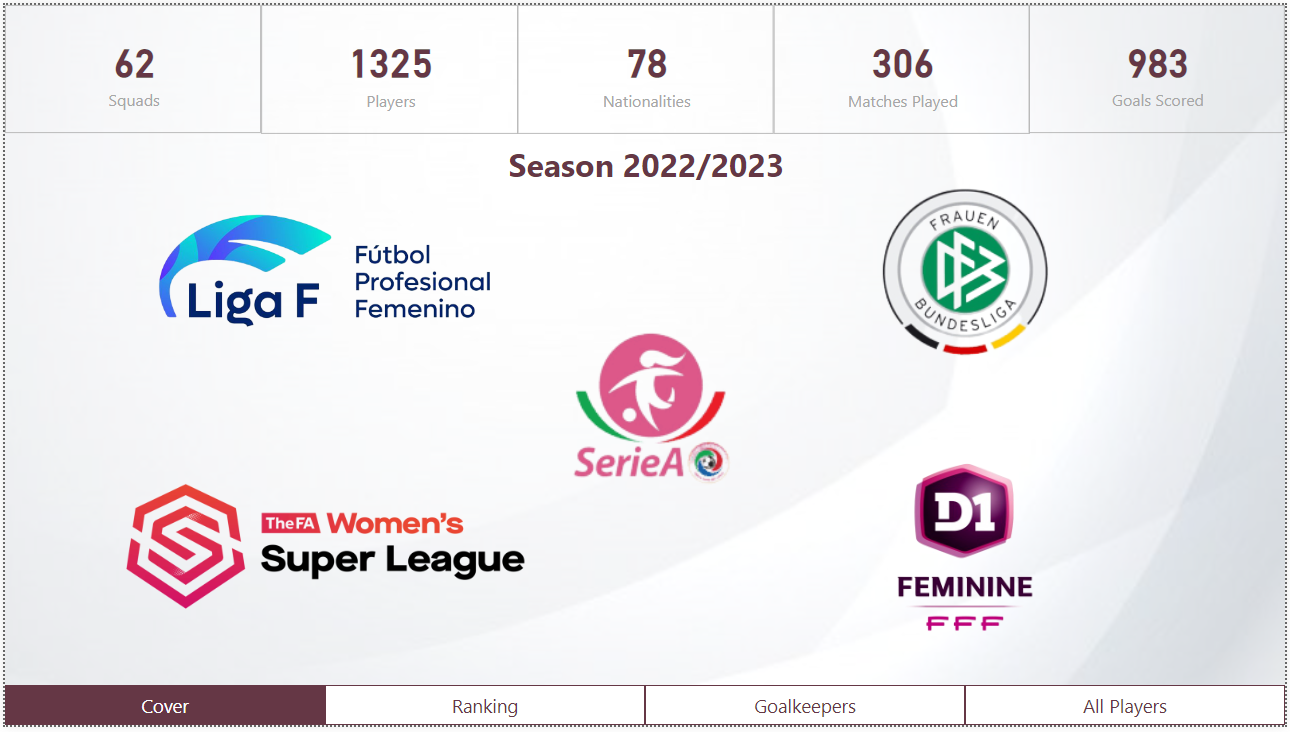 62
Squads
1325
Players
78
Nationalities
306
Matches Played
983
Goals Scored
Season 2022/2023
Liga F
Fútbol
Profesional
Femenino
FRAUEN
DFB
BUNDESLIGA
SerieA
TheFA Women's
Super League
D1
FEMININE
FFF
Cover
Ranking
Goalkeepers
All Players